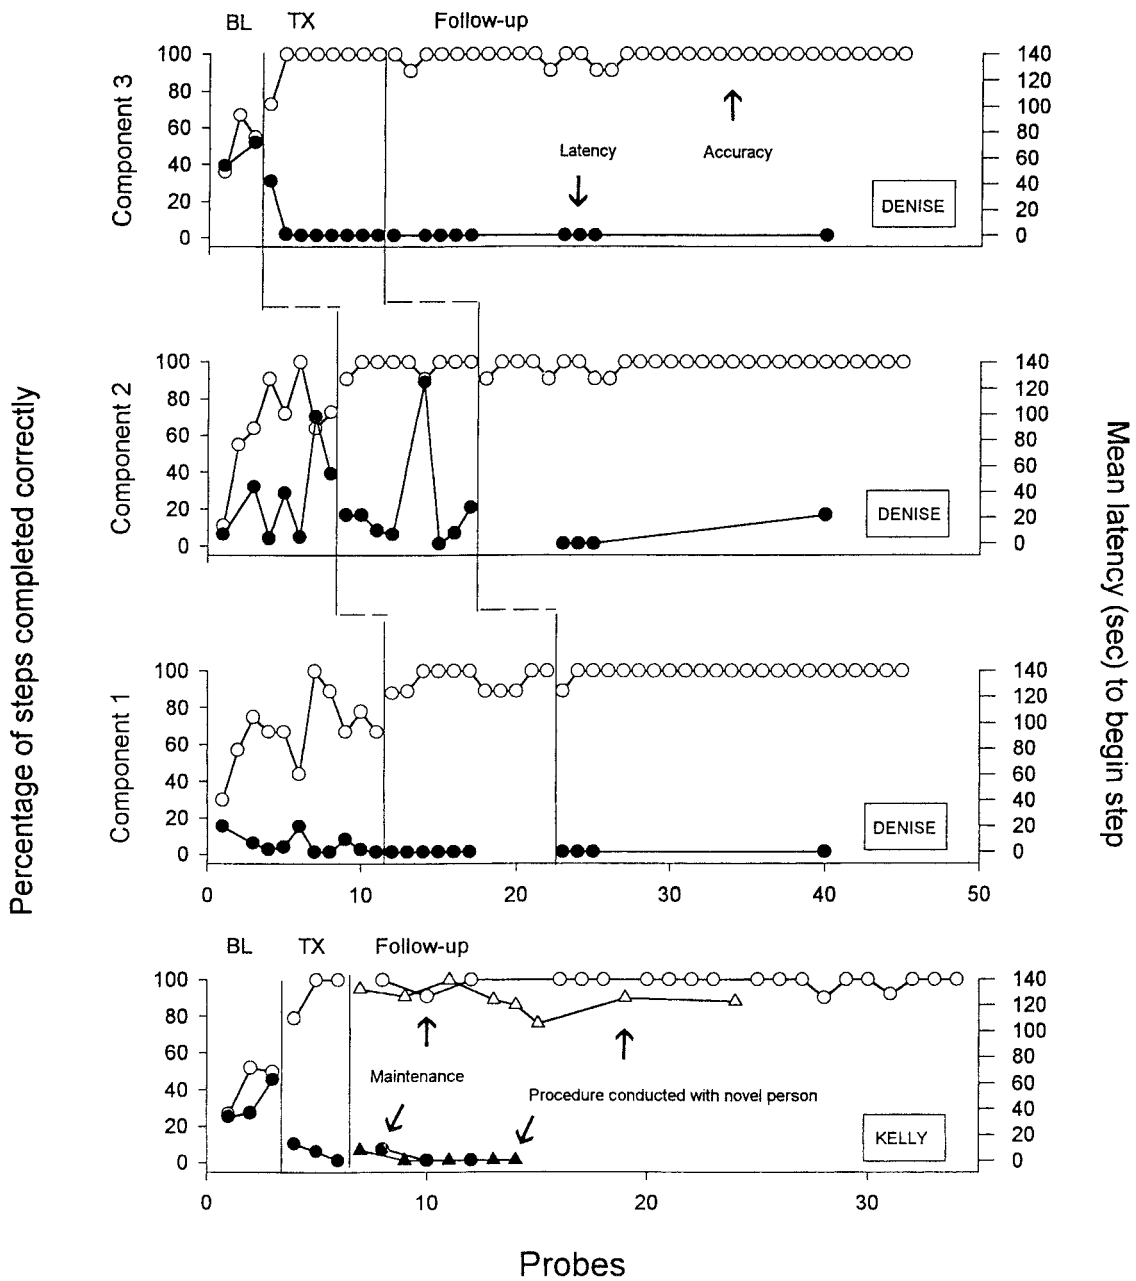 BL TX Follow-up
Component 3
100 80 60 40 20 0
140 120 100 80 60 40 20 0
Latency Accuracy
DENISE
Component 2
100 80 60 40 20 0
140 120 100 80 60 40 20 0
DENISE
Percentage of steps completed correctly
Mean latency (sec) to begin step
Component 1
100 80 60 40 20 0
140 120 100 80 60 40 20 0
DENISE
0 10 20 30 40 50
BL TX Follow-up
100 80 60 40 20 0
140 120 100 80 60 40 20 0
Maintenance
Procedure conducted with novel person
KELLY
0 10 20 30
Probes